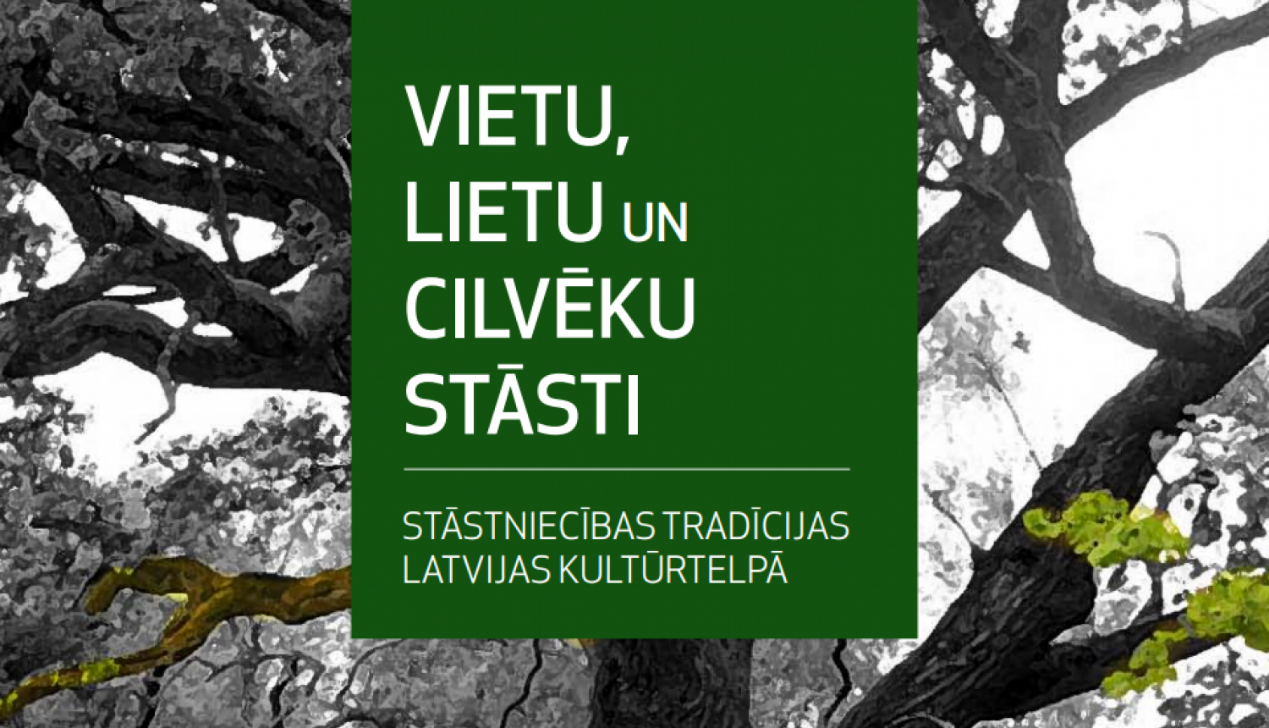 VIETU,
LIETU UN
CILVĒKU
STĀSTI
STĀSTNIECĪBAS TRADĪCIJAS
LATVIJAS KULTŪRTELPĀ